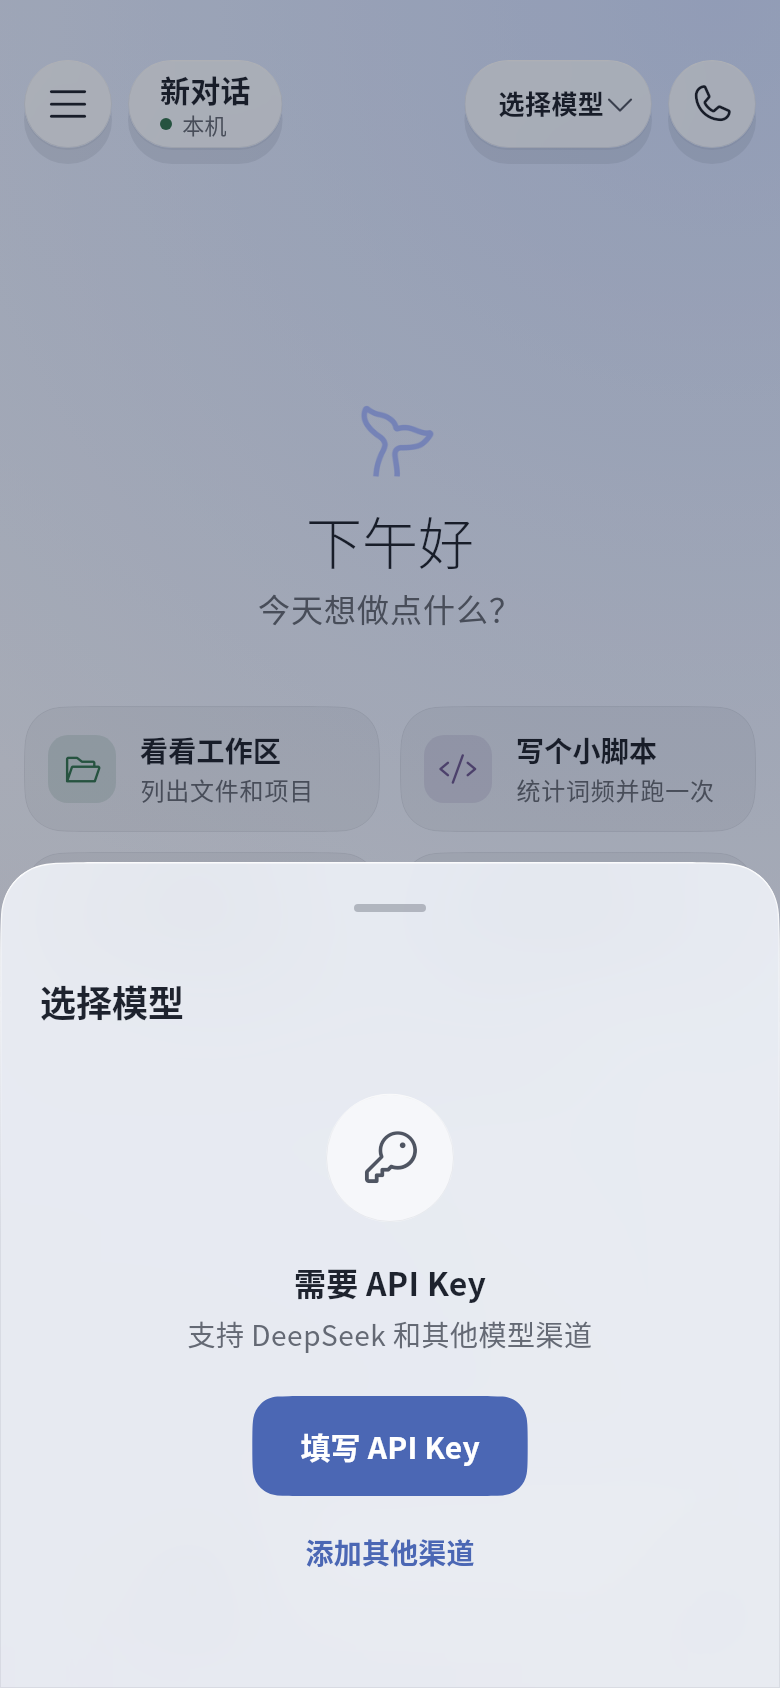 新对话
本机
选择模型
下午好
今天想做点什么？
看看工作区
列出文件和项目
写个小脚本
统计词频并跑一次
选择模型
需要 API Key
支持 DeepSeek 和其他模型渠道
填写 API Key
添加其他渠道